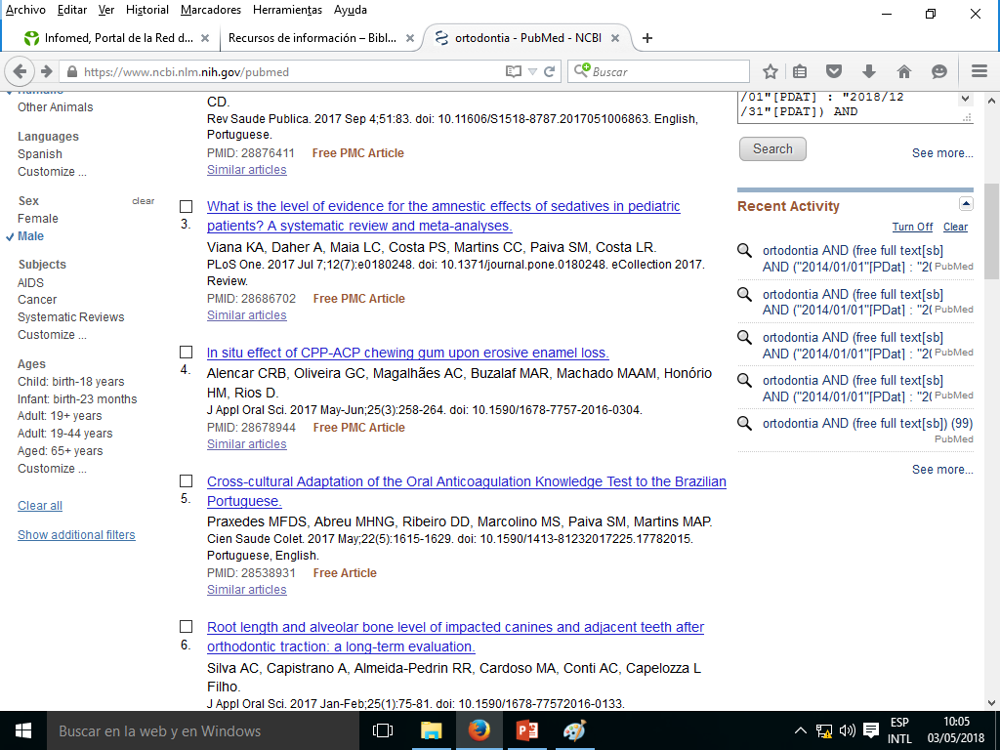 Archivo Editar Ver Historial Marcadores Herramientas Ayuda
Infomed, Portal de la Red d...
Recursos de información – Bibl...
ortodontia - PubMed - NCBI
https://www.ncbi.nlm.nih.gov/pubmed
Buscar
Other Animals
Languages
Spanish
Customize ...
Sex clear
Female
Male
Subjects
AIDS
Cancer
Systematic Reviews
Customize ...
Ages
Child: birth-18 years
Infant: birth-23 months
Adult: 19+ years
Adult: 19-44 years
Aged: 65+ years
Customize ...
Clear all
Show additional filters
CD.
Rev Saude Publica. 2017 Sep 4;51:83. doi: 10.11606/S1518-8787.2017051006863. English,
Portuguese.
PMID: 28876411 Free PMC Article
Similar articles
3.
What is the level of evidence for the amnestic effects of sedatives in pediatric
patients? A systematic review and meta-analyses.
Viana KA, Daher A, Maia LC, Costa PS, Martins CC, Paiva SM, Costa LR.
PLoS One. 2017 Jul 7;12(7):e0180248. doi: 10.1371/journal.pone.0180248. eCollection 2017.
Review.
PMID: 28686702 Free PMC Article
Similar articles
4.
In situ effect of CPP-ACP chewing gum upon erosive enamel loss.
Alencar CRB, Oliveira GC, Magalhães AC, Buzalaf MAR, Machado MAAM, Honório
HM, Rios D.
J Appl Oral Sci. 2017 May-Jun;25(3):258-264. doi: 10.1590/1678-7757-2016-0304.
PMID: 28678944 Free PMC Article
Similar articles
5.
Cross-cultural Adaptation of the Oral Anticoagulation Knowledge Test to the Brazilian
Portuguese.
Praxedes MFDS, Abreu MHNG, Ribeiro DD, Marcolino MS, Paiva SM, Martins MAP.
Cien Saude Colet. 2017 May;22(5):1615-1629. doi: 10.1590/1413-81232017225.17782015.
Portuguese, English.
PMID: 28538931 Free Article
Similar articles
6.
Root length and alveolar bone level of impacted canines and adjacent teeth after
orthodontic traction: a long-term evaluation.
Silva AC, Capistrano A, Almeida-Pedrin RR, Cardoso MA, Conti AC, Capelozza L
Filho.
J Appl Oral Sci. 2017 Jan-Feb;25(1):75-81. doi: 10.1590/1678-77572016-0133.
/01"[PDAT] : "2018/12
/31"[PDAT]) AND
Search
See more...
Recent Activity
Turn Off Clear
ortodontia AND (free full text[sb]
AND ("2014/01/01"[PDat] : "20 PubMed
ortodontia AND (free full text[sb]
AND ("2014/01/01"[PDat] : "20 PubMed
ortodontia AND (free full text[sb]
AND ("2014/01/01"[PDat] : "20 PubMed
ortodontia AND (free full text[sb]
AND ("2014/01/01"[PDat] : "20 PubMed
ortodontia AND (free full text[sb]) (99)
PubMed
See more...
Buscar en la web y en Windows
ESP
INTL
10:05
03/05/2018